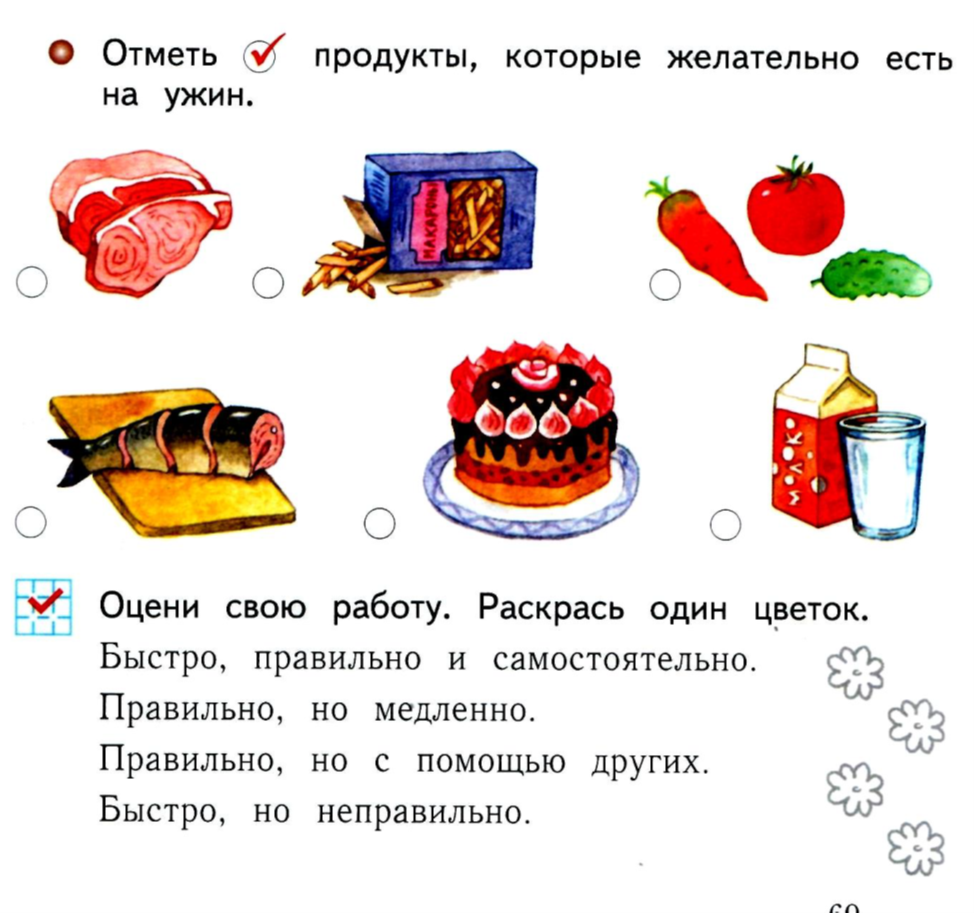 Отметь продукты, которые желательно есть
на ужин.
МАКАРОНЫ
МОЛОКО
Оцени свою работу. Раскрась один цветок.
Быстро, правильно и самостоятельно.
Правильно, но медленно.
Правильно, но с помощью других.
Быстро, но неправильно.